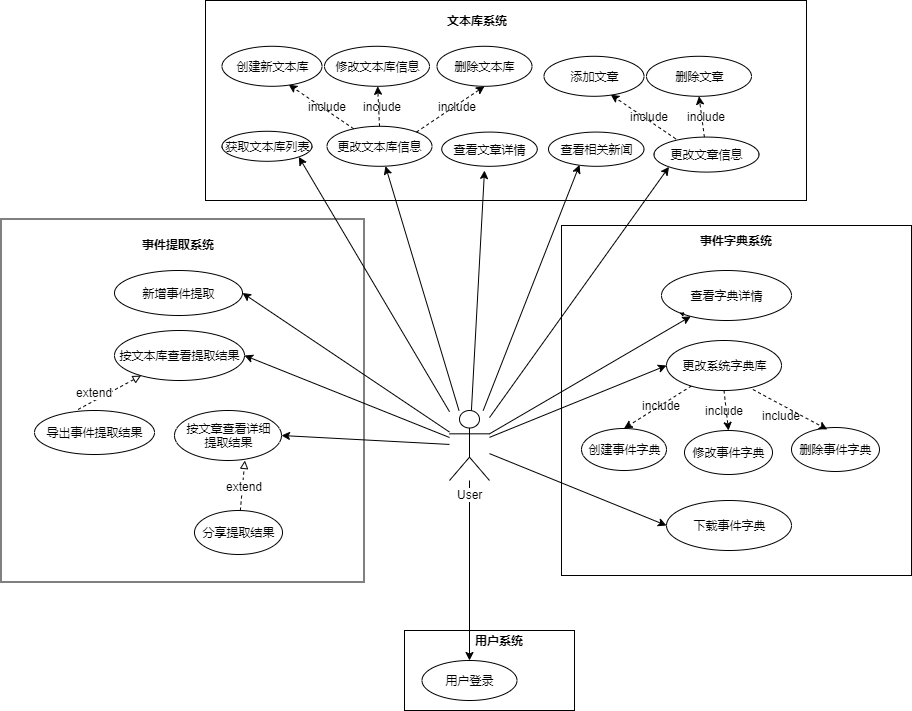 文本库系统
创建新文本库
修改文本库信息
删除文本库
添加文章
删除文章
include
include
include
include
include
获取文本库列表
更改文本库信息
查看文章详情
查看相关新闻
更改文章信息
事件提取系统
新增事件提取
按文本库查看提取结果
extend
导出事件提取结果
按文章查看详细
提取结果
extend
分享提取结果
User
事件字典系统
查看字典详情
更改系统字典库
include
include
include
创建事件字典
修改事件字典
删除事件字典
下载事件字典
用户系统
用户登录